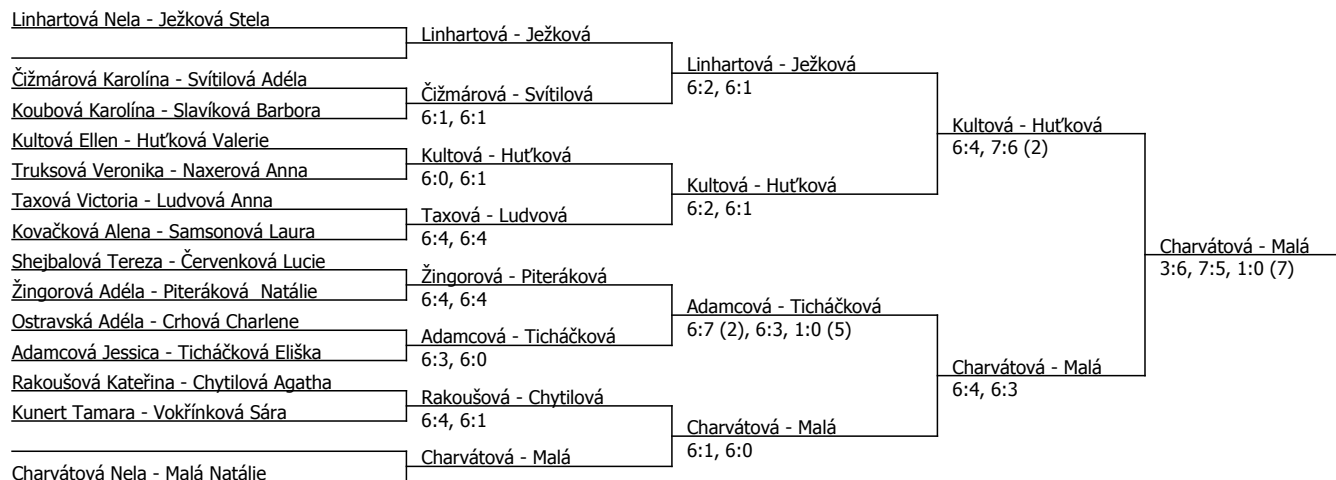 Linhartová Nela - Ježková Stela
Linhartová - Ježková
Linhartová - Ježková
6:2, 6:1
Čižmárová Karolína - Svítilová Adéla
Čižmárová - Svítilová
6:1, 6:1
Koubová Karolína - Slavíková Barbora
Kultová - Huťková
6:4, 7:6 (2)
Kultová Ellen - Huťková Valerie
Kultová - Huťková
6:0, 6:1
Truksová Veronika - Naxerová Anna
Kultová - Huťková
6:2, 6:1
Taxová Victoria - Ludvová Anna
Taxová - Ludvová
6:4, 6:4
Kovačková Alena - Samsonová Laura
Charvátová - Malá
3:6, 7:5, 1:0 (7)
Shejbalová Tereza - Červenková Lucie
Žingorová - Piteráková
6:4, 6:4
Žingorová Adéla - Piteráková  Natálie
Adamcová - Ticháčková
6:7 (2), 6:3, 1:0 (5)
Ostravská Adéla - Crhová Charlene
Adamcová - Ticháčková
6:3, 6:0
Adamcová Jessica - Ticháčková Eliška
Charvátová - Malá
6:4, 6:3
Rakoušová Kateřina - Chytilová Agatha
Rakoušová - Chytilová
6:4, 6:1
Kunert Tamara - Vokřínková Sára
Charvátová - Malá
6:1, 6:0
Charvátová - Malá
Charvátová Nela - Malá Natálie